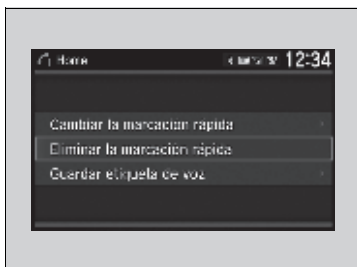 Home 12:34
Cambiar la marcación rápida
Eliminar la marcación rápida
Guardar etiqueta de voz